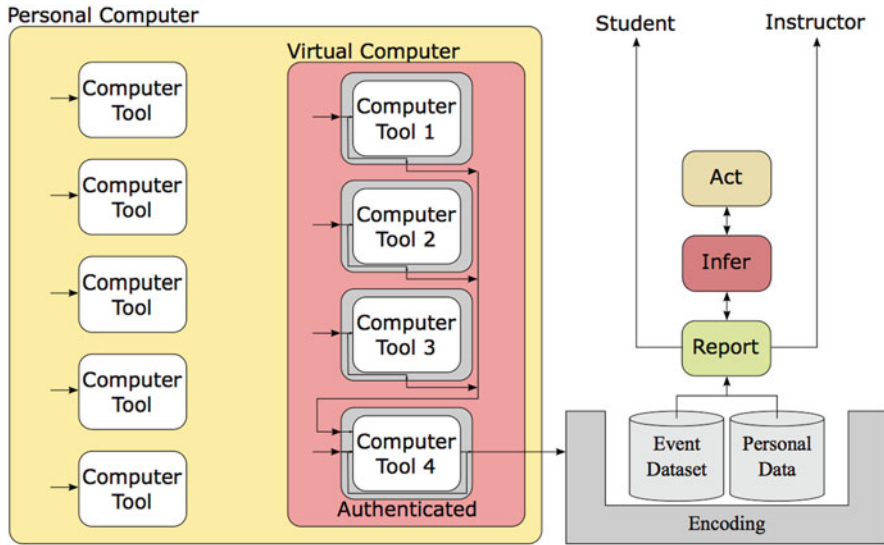 Personal Computer
Computer
Tool
Computer
Tool
Computer
Tool
Computer
Tool
Computer
Tool
Virtual Computer
Computer
Tool 1
Computer
Tool 2
Computer
Tool 3
Computer
Tool 4
Authenticated
Student
Instructor
Act
Infer
Report
Event
Dataset
Personal
Data
Encoding